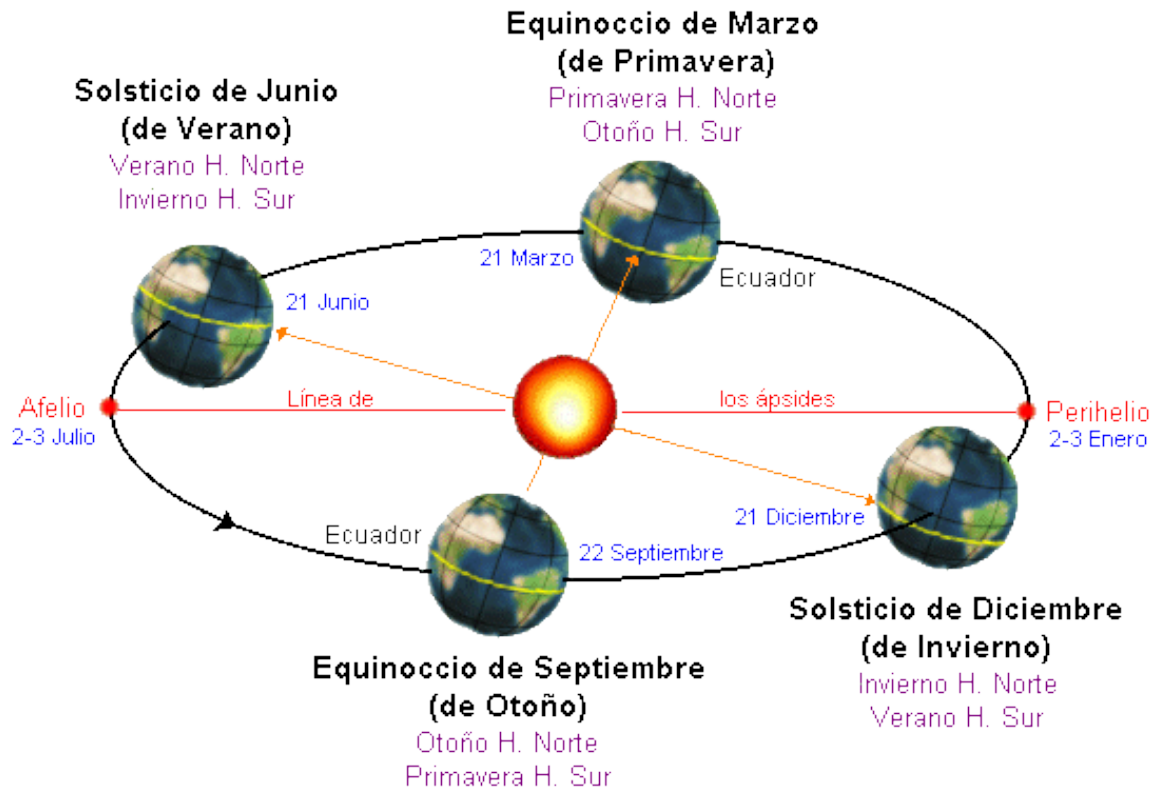 Equinoccio de Marzo
(de Primavera)
Primavera H. Norte
Otoño H. Sur
Solsticio de Junio
(de Verano)
Verano H. Norte
Invierno H. Sur
21 Marzo
Ecuador
21 Junio
Afelio
2-3 Julio
Línea de
los ápsides
Perihelio
2-3 Enero
Ecuador
22 Septiembre
21 Diciembre
Equinoccio de Septiembre
(de Otoño)
Otoño H. Norte
Primavera H. Sur
Solsticio de Diciembre
(de Invierno)
Invierno H. Norte
Verano H. Sur